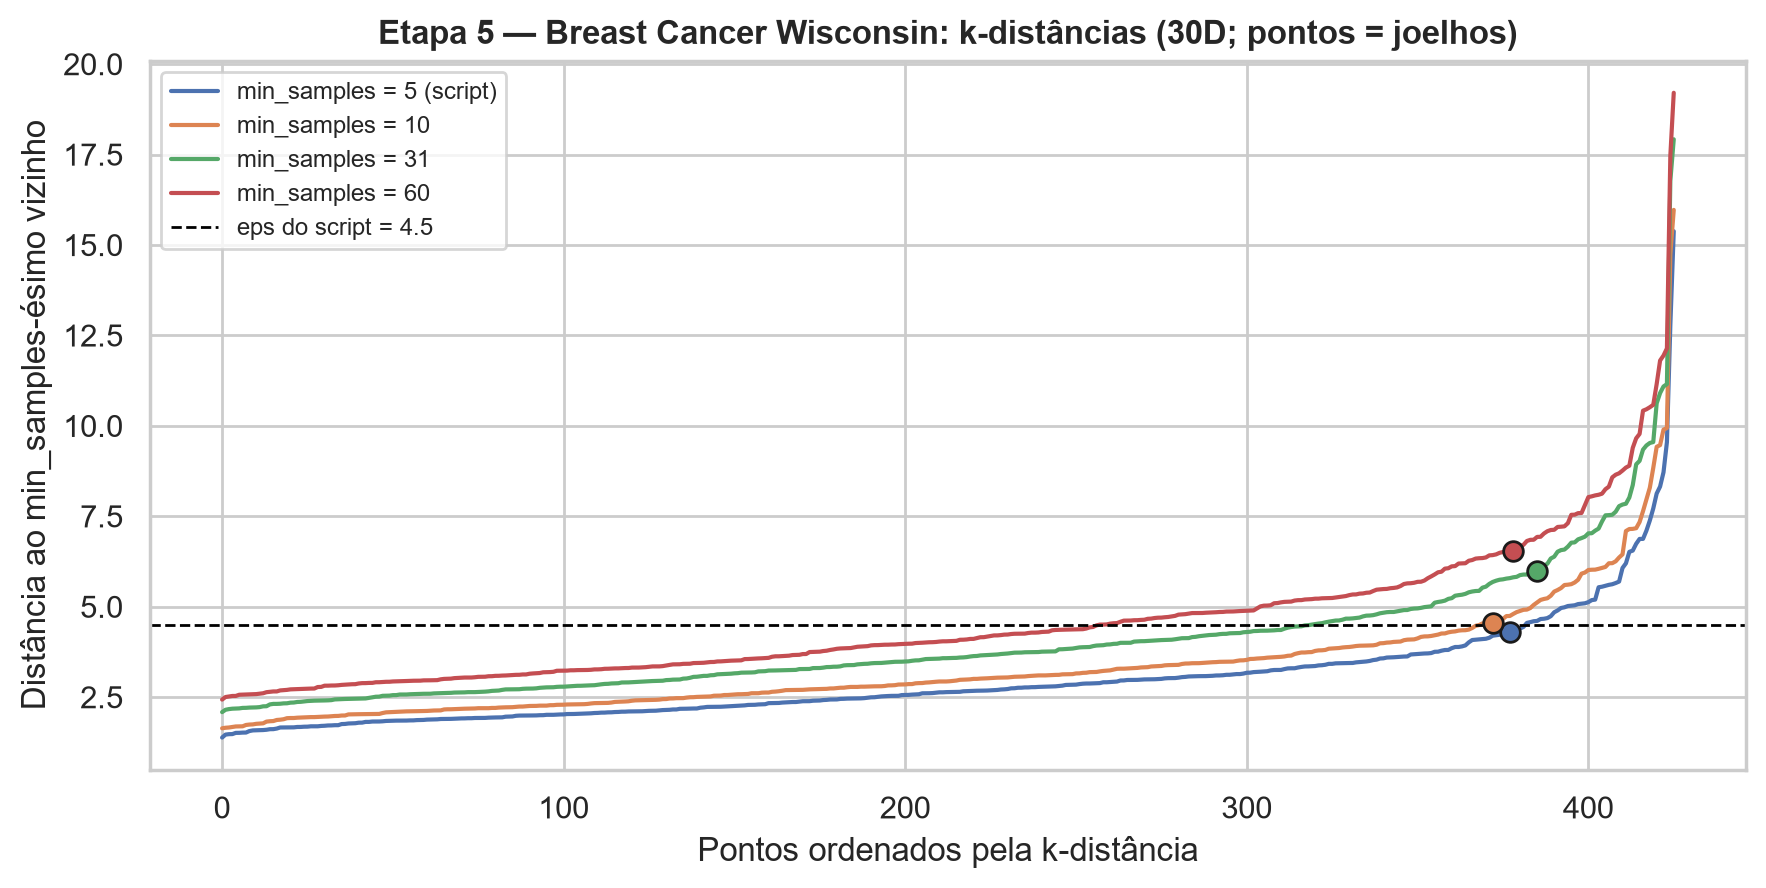 Etapa 5 — Breast Cancer Wisconsin: k-distâncias (30D; pontos = joelhos)
Distância ao min_samples-ésimo vizinho
20.0
17.5
15.0
12.5
10.0
7.5
5.0
2.5
min_samples = 5 (script)
min_samples = 10
min_samples = 31
min_samples = 60
eps do script = 4.5
0
100
200
300
400
Pontos ordenados pela k-distância